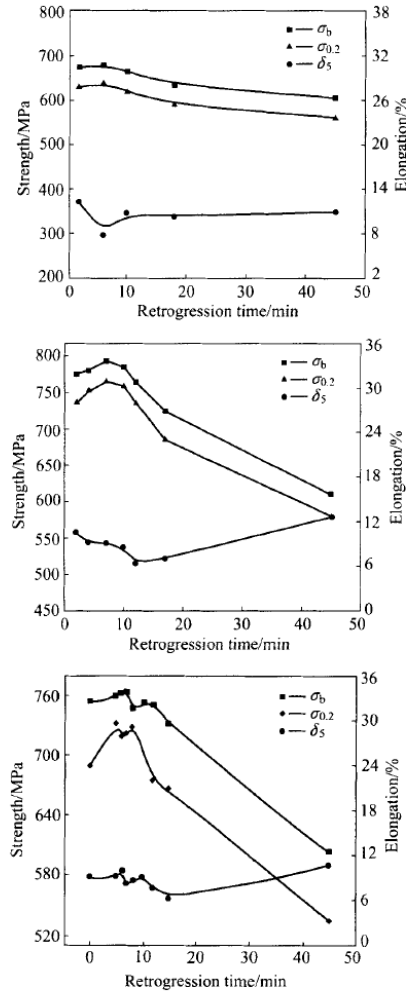 800
700
600
500
400
300
200
Strength/MPa
σb
σ0.2
δ5
38
32
26
20
14
8
2
Elongation/%
0 10 20 30 40 50
Retrogression time/min
800
750
700
650
600
550
500
450
Strength/MPa
σb
σ0.2
δ5
36
30
24
18
12
6
0
Elongation/%
0 10 20 30 40 50
Retrogression time/min
760
700
640
580
520
Strength/MPa
σb
σ0.2
δ5
36
30
24
18
12
6
0
Elongation/%
0 10 20 30 40 50
Retrogression time/min